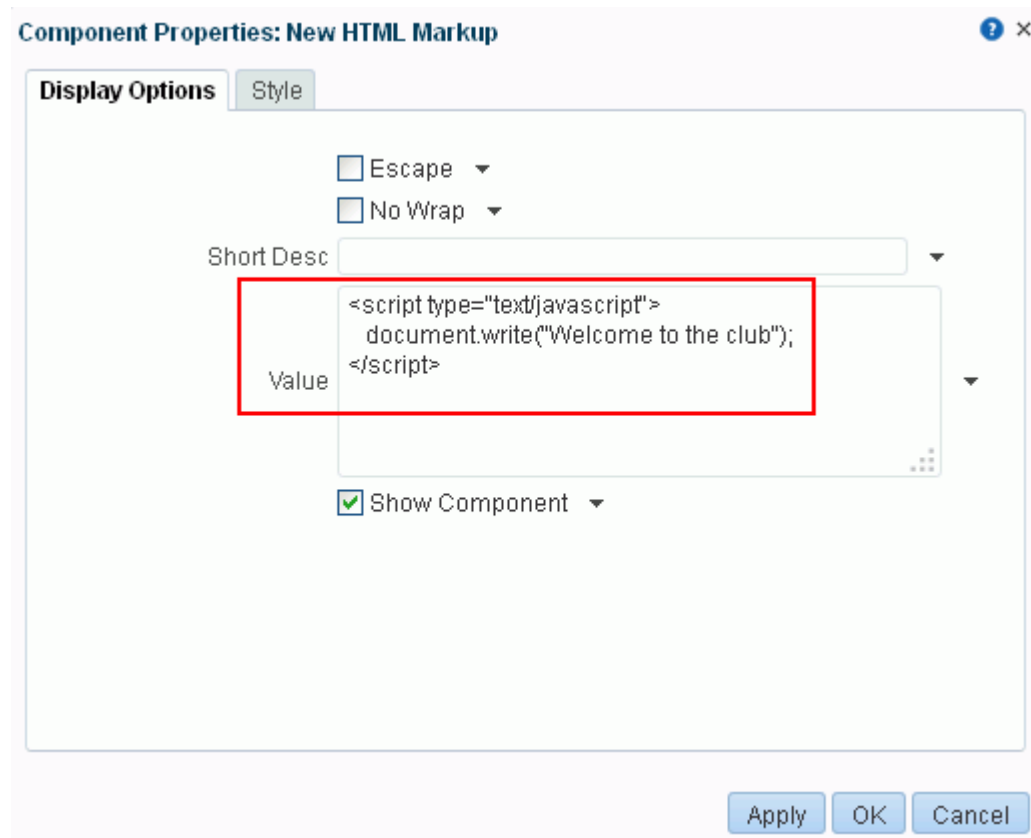 Component Properties: New HTML Markup
Display Options Style
Escape
No Wrap
Short Desc
Value
<script type="text/javascript">
document.write("Welcome to the club");
</script>
Show Component
Apply OK Cancel